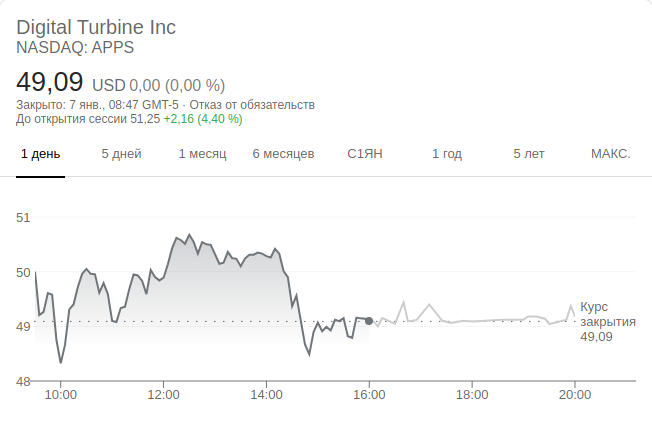 Digital Turbine Inc
NASDAQ: APPS
49,09 USD 0,00 (0,00 %)
Закрыто: 7 янв., 08:47 GMT-5 · Отказ от обязательств
До открытия сессии 51,25 +2,16 (4,40 %)
1 день 5 дней 1 месяц 6 месяцев С1ЯН 1 год 5 лет МАКС.
51
50
49
48
Курс
закрытия
49,09
10:00 12:00 14:00 16:00 18:00 20:00